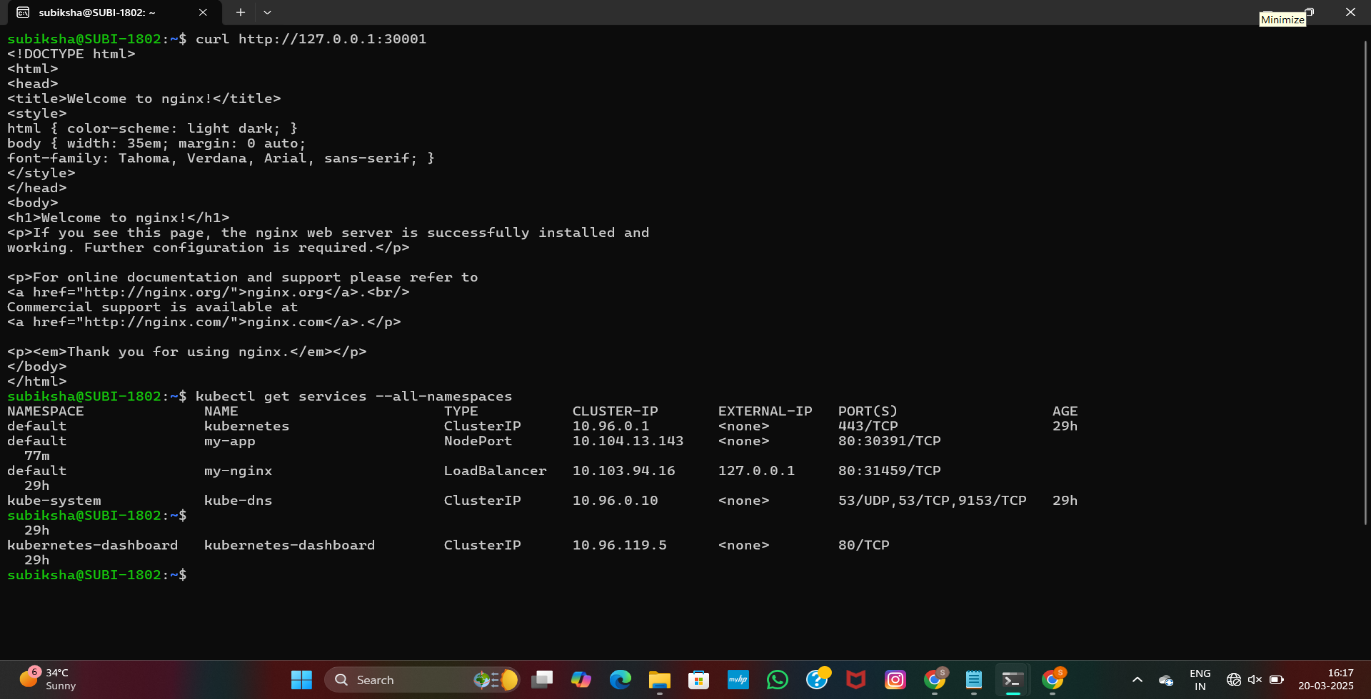 subiksha@SUBI-1802: ~
Minimize
subiksha@SUBI-1802:~$ curl http://127.0.0.1:30001
<!DOCTYPE html>
<html>
<head>
<title>Welcome to nginx!</title>
<style>
html { color-scheme: light dark; }
body { width: 35em; margin: 0 auto;
font-family: Tahoma, Verdana, Arial, sans-serif; }
</style>
</head>
<body>
<h1>Welcome to nginx!</h1>
<p>If you see this page, the nginx web server is successfully installed and
working. Further configuration is required.</p>
<p>For online documentation and support please refer to
<a href="http://nginx.org/">nginx.org</a>.<br/>
Commercial support is available at
<a href="http://nginx.com/">nginx.com</a>.</p>
<p><em>Thank you for using nginx.</em></p>
</body>
</html>
subiksha@SUBI-1802:~$ kubectl get services --all-namespaces
NAMESPACE NAME TYPE CLUSTER-IP EXTERNAL-IP PORT(S) AGE
default kubernetes ClusterIP 10.96.0.1 <none> 443/TCP 29h
default my-app NodePort 10.104.13.143 <none> 80:30391/TCP
77m
default my-nginx LoadBalancer 10.103.94.16 127.0.0.1 80:31459/TCP
29h
kube-system kube-dns ClusterIP 10.96.0.10 <none> 53/UDP,53/TCP,9153/TCP 29h
subiksha@SUBI-1802:~$
29h
kubernetes-dashboard kubernetes-dashboard ClusterIP 10.96.119.5 <none> 80/TCP
29h
subiksha@SUBI-1802:~$
6
34°C
Sunny
Search
mvhp
S
S
ENG
IN
16:17
20-03-2025